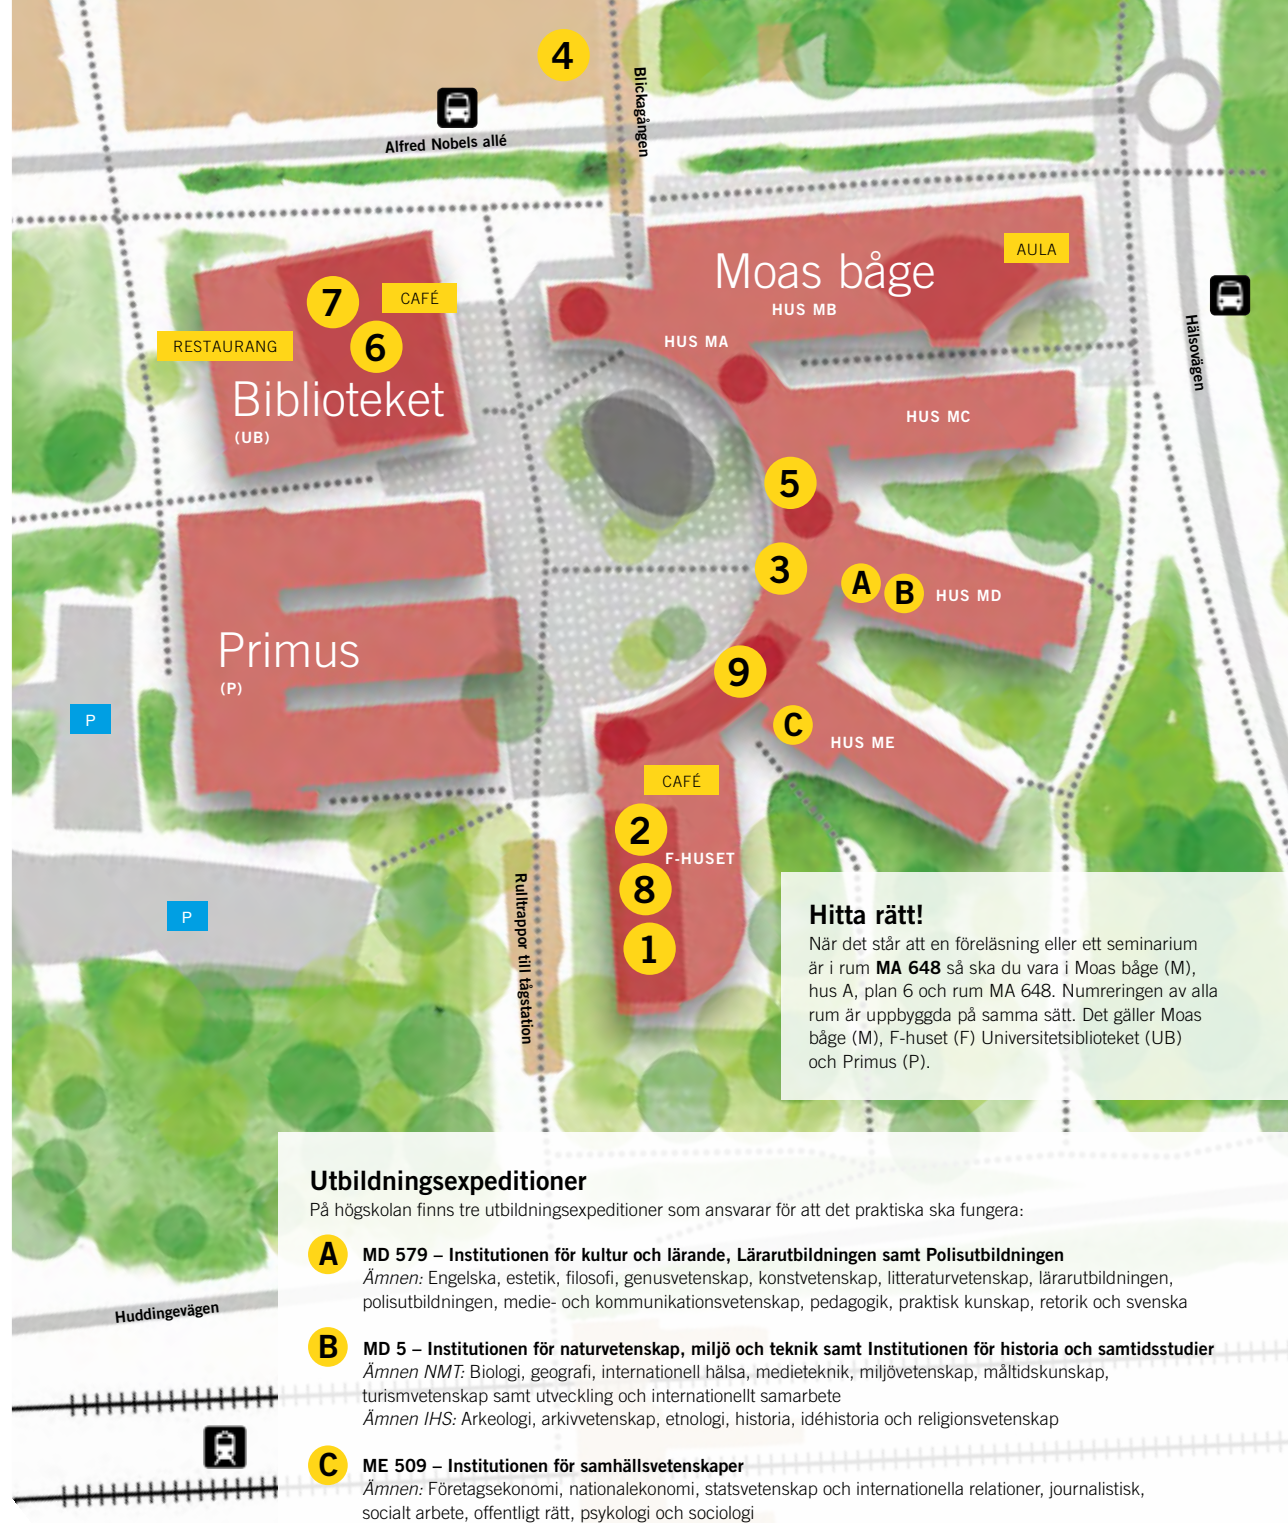 4
Blickagången
Alfred Nobels allé
Moas båge
AULA
HUS MB
HUS MA
7
CAFÉ
RESTAURANG
6
Biblioteket
(UB)
Hälsovägen
HUS MC
5
3
A
B
HUS MD
Primus
(P)
9
C
HUS ME
P
CAFÉ
2
F-HUSET
8
1
P
Rulltrappor till tågstation
Hitta rätt!
När det står att en föreläsning eller ett seminarium
är i rum MA 648 så ska du vara i Moas båge (M),
hus A, plan 6 och rum MA 648. Numreringen av alla
rum är uppbyggda på samma sätt. Det gäller Moas
båge (M), F-huset (F) Universitetsiblioteket (UB)
och Primus (P).
Utbildningsexpeditioner
På högskolan finns tre utbildningsexpeditioner som ansvarar för att det praktiska ska fungera:
A MD 579 – Institutionen för kultur och lärande, Lärarutbildningen samt Polisutbildningen
Ämnen: Engelska, estetik, filosofi, genusvetenskap, konstvetenskap, litteraturvetenskap, lärarutbildningen,
polisutbildningen, medie- och kommunikationsvetenskap, pedagogik, praktisk kunskap, retorik och svenska
Huddingevägen
B MD 5 – Institutionen för naturvetenskap, miljö och teknik samt Institutionen för historia och samtidsstudier
Ämnen NMT: Biologi, geografi, internationell hälsa, medieteknik, miljövetenskap, måltidskunskap,
turismvetenskap samt utveckling och internationellt samarbete
Ämnen IHS: Arkeologi, arkivvetenskap, etnologi, historia, idéhistoria och religionsvetenskap
C ME 509 – Institutionen för samhällsvetenskaper
Ämnen: Företagsekonomi, nationalekonomi, statsvetenskap och internationella relationer, journalistisk,
socialt arbete, offentligt rätt, psykologi och sociologi